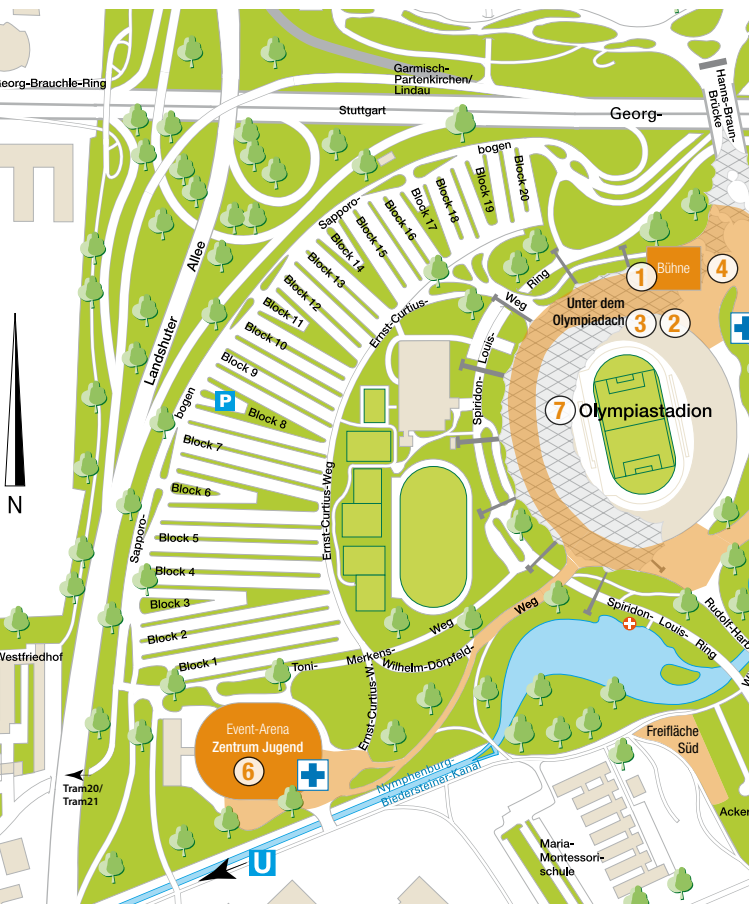 Georg-Brauchle-Ring
Garmisch-
Partenkirchen/
Lindau
Stuttgart
Georg-
Hanns-Braun-
Brücke
bogen
Sapporo-
Block 20
Block 19
Block 18
Block 17
Block 16
Block 15
Block 14
Block 13
Block 12
Block 11
Block 10
Block 9
Block 8
Block 7
Block 6
Block 5
Block 4
Block 3
Block 2
Block 1
Landshuter
Allee
bogen
Sapporo-
P
N
Ernst-Curtius-
Weg
Ring
Louis-
Spiridon-
Ernst-Curtius-Weg
1
Bühne
4
Unter dem
Olympiadach
3
2
7
Olympiastadion
Toni-
Merkens-
Weg
Wilhelm-Dörpfeld-
Weg
Ernst-Curtius-W.
Spiridon-
Louis-
Ring
Rudolf-Harb
Westfriedhof
Event-Arena
Zentrum Jugend
6
Nymphenburg-
Biedersteiner-Kanal
Freifläche
Süd
Tram20/
Tram21
U
Maria-
Montessori-
schule
Acker